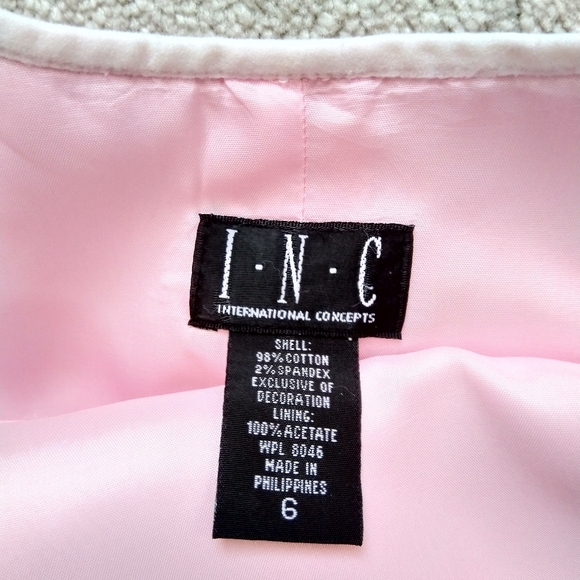 I·N·C
INTERNATIONAL CONCEPTS
SHELL:
98% COTTON
2% SPANDEX
EXCLUSIVE OF
DECORATION
LINING:
100% ACETATE
WPL 8046
MADE IN
PHILIPPINES
6